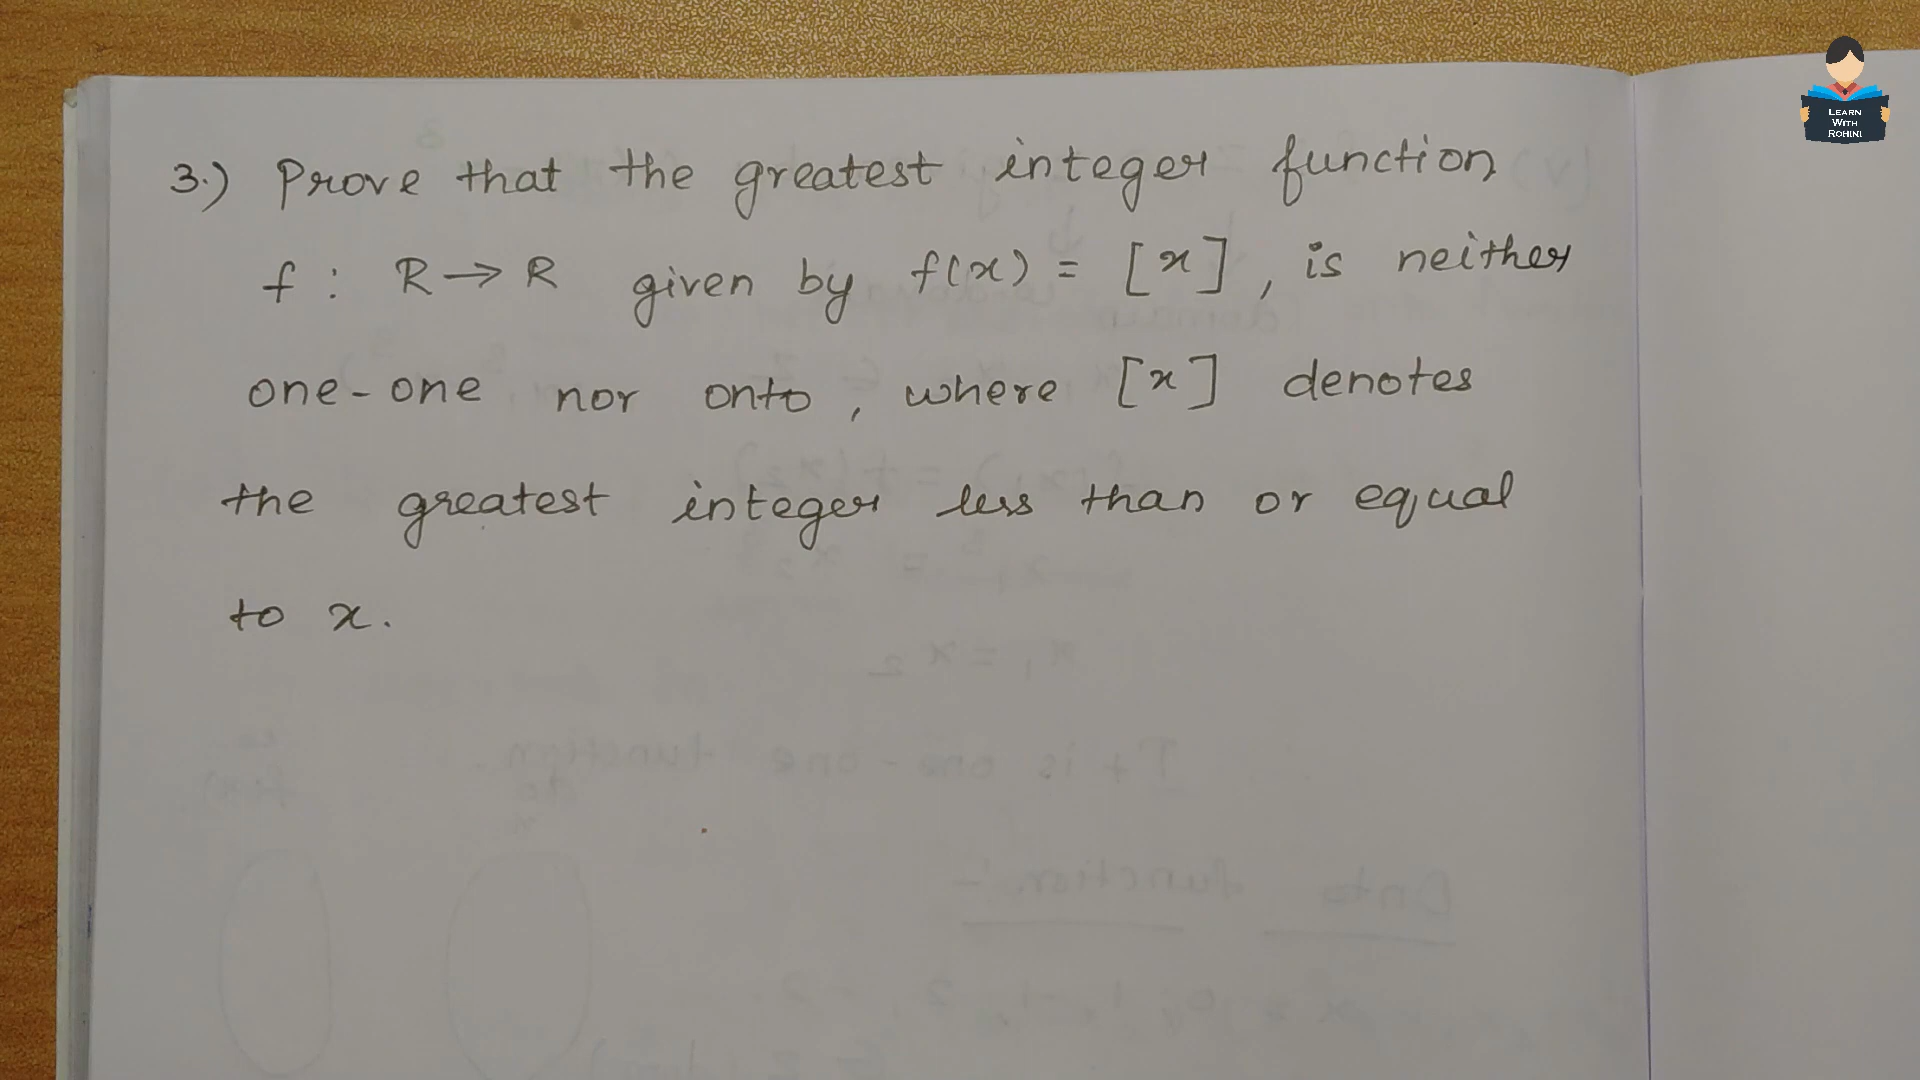 3.) Prove that the greatest integer function
f : R → R given by f(x) = [x], is neither
one-one nor onto, where [x] denotes
the greatest integer less than or equal
to x.
LEARN
WITH
ROHINI